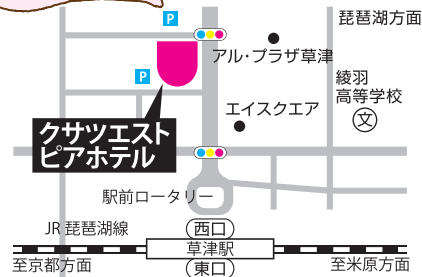 P
琵琶湖方面
アル・プラザ草津
P
綾羽
高等学校
文
エイスクエア
クサツエスト
ピアホテル
駅前ロータリー
JR 琵琶湖線
西口
草津駅
東口
至京都方面
至米原方面